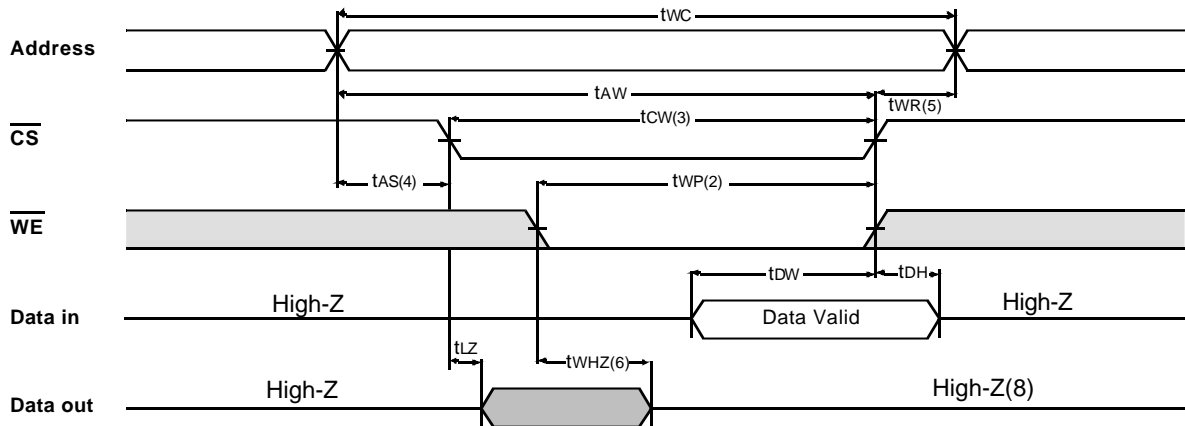 tWC
Address
tAW
tWR(5)
tCW(3)
CS
tAS(4)
tWP(2)
WE
tDW
tDH
High-Z
Data Valid
High-Z
Data in
tLZ
tWHZ(6)
High-Z
High-Z(8)
Data out